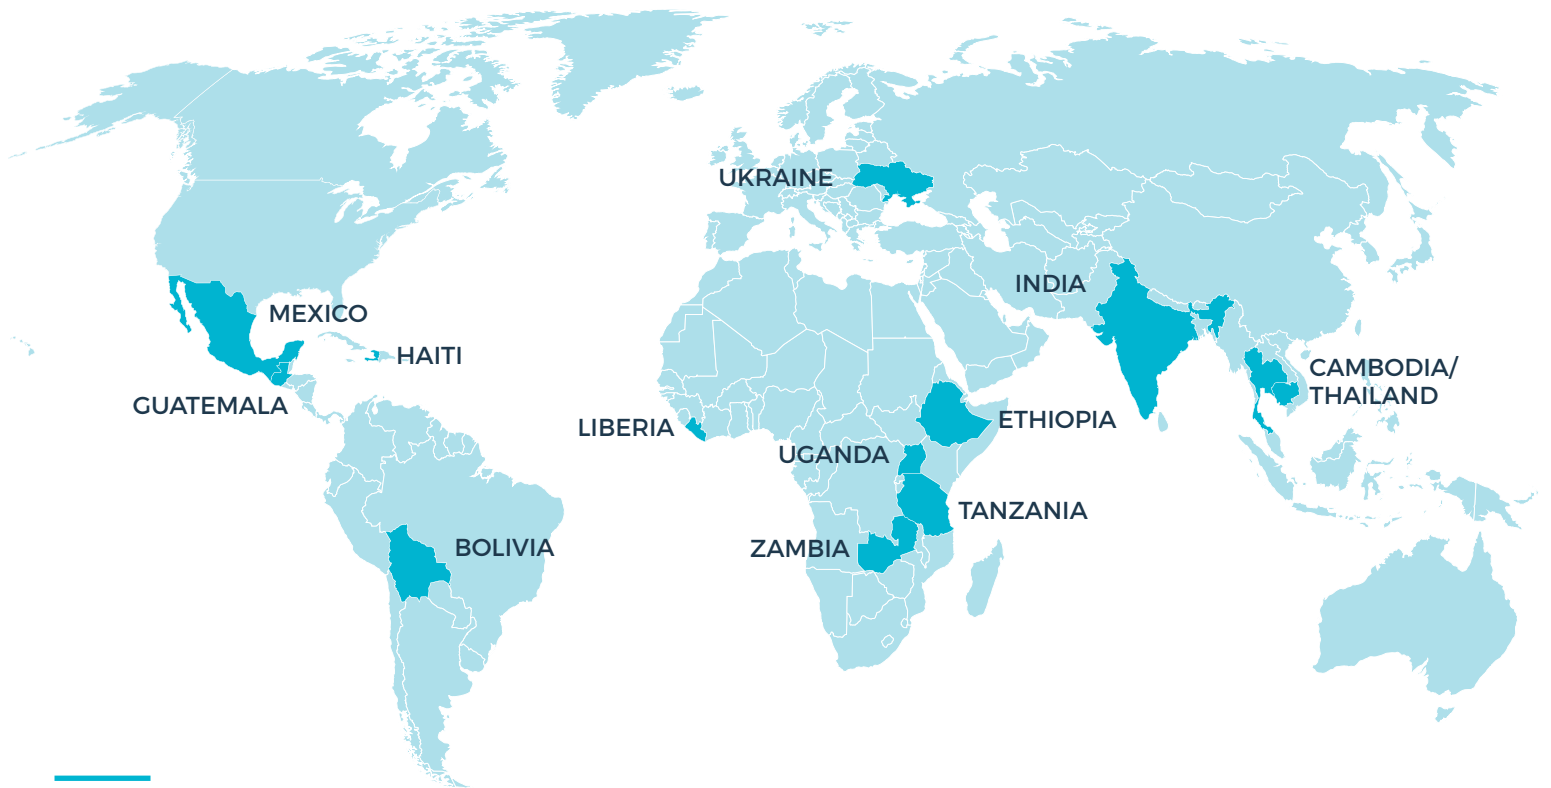 UKRAINE
INDIA
MEXICO
HAITI
CAMBODIA/
THAILAND
GUATEMALA
LIBERIA
ETHIOPIA
UGANDA
TANZANIA
ZAMBIA
BOLIVIA